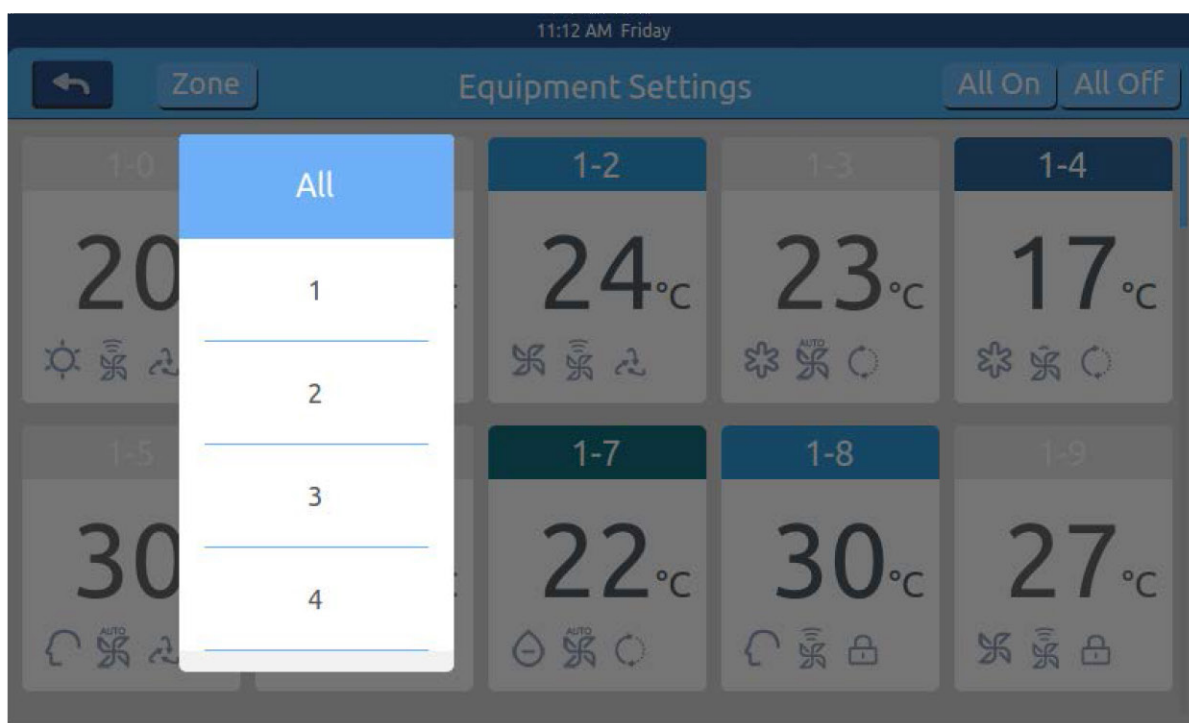 11:12 AM Friday
Zone
Equipment Settings
All On
All Off
1-0
1-2
1-3
1-4
All
20
24°C
23°C
17°C
1
AUTO
2
1-5
1-7
1-8
1-9
3
30
22°C
30°C
27°C
4
AUTO
AUTO